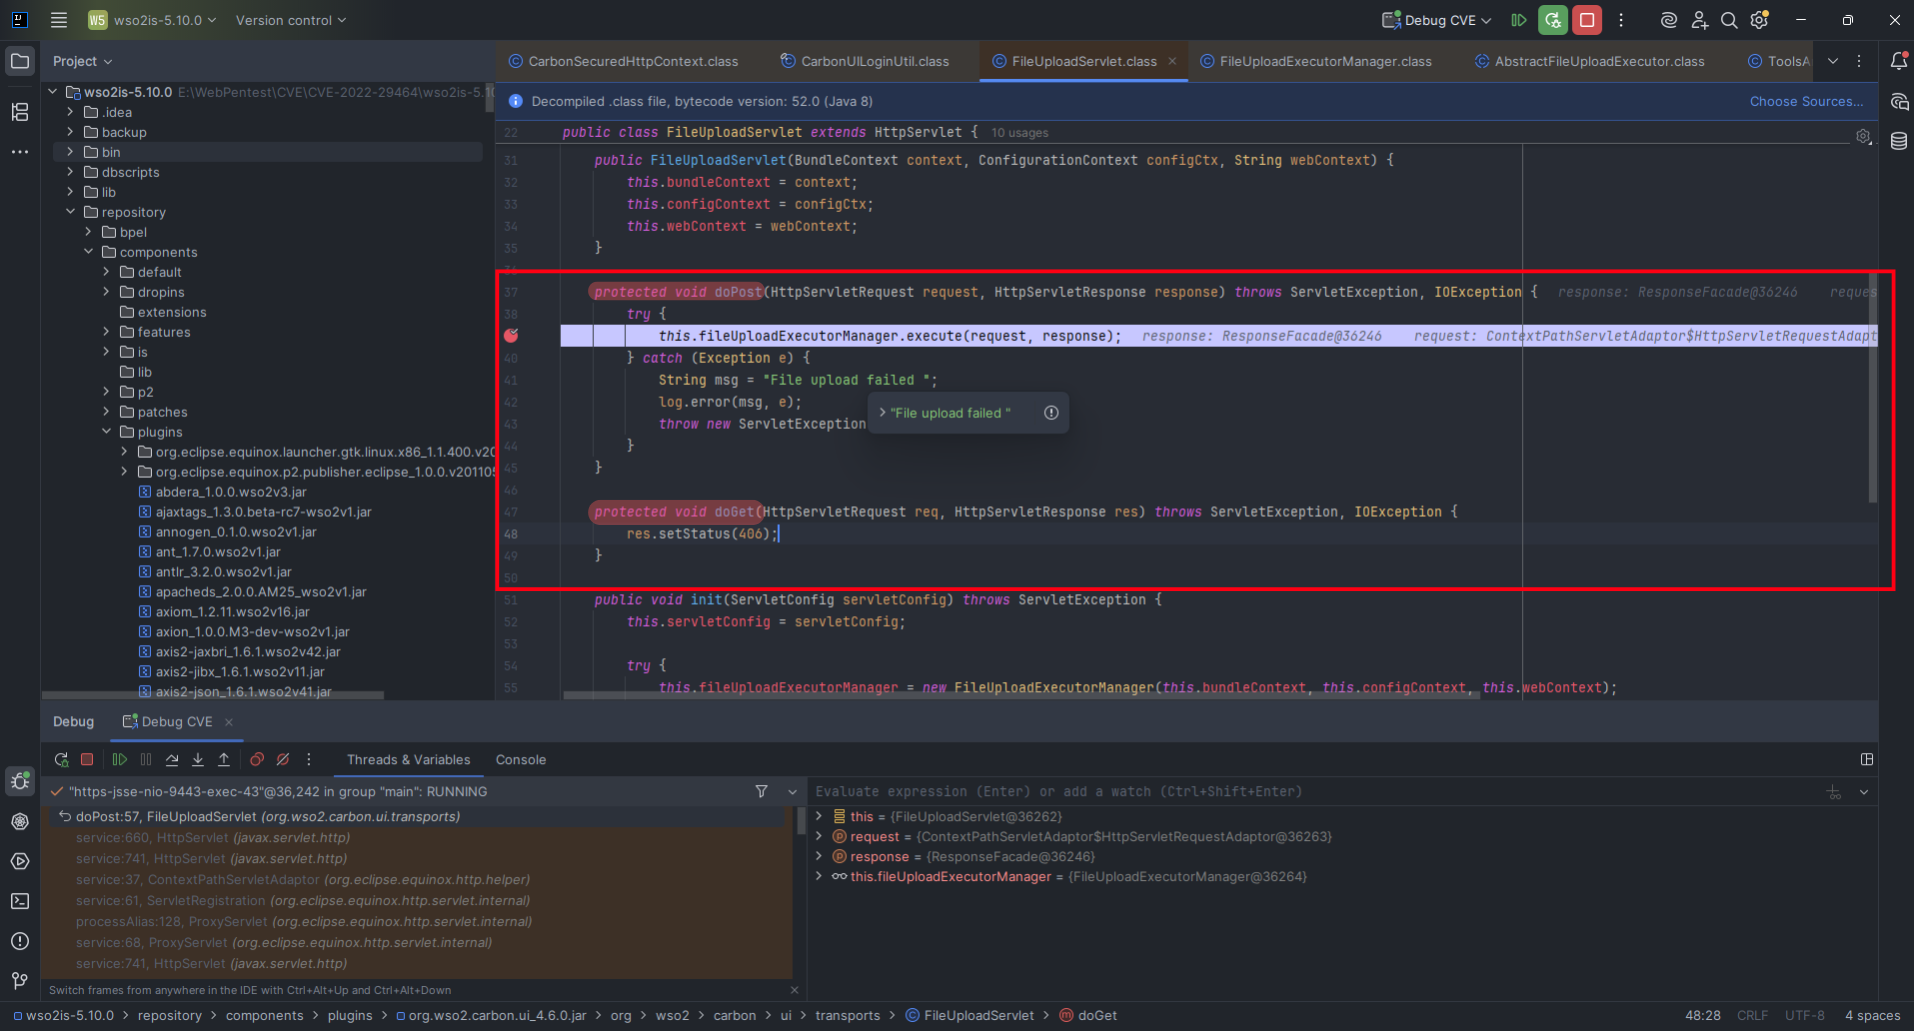 W5 wso2is-5.10.0 Version control Debug CVE
Project
CarbonSecuredHttpContext.class CarbonUILoginUtil.class FileUploadServlet.class FileUploadExecutorManager.class AbstractFileUploadExecutor.class ToolsA
wso2is-5.10.0 E:\WebPentest\CVE\CVE-2022-29464\wso2is-5.10
.idea
backup
bin
dbscripts
lib
repository
bpel
components
default
dropins
extensions
features
is
lib
p2
patches
plugins
org.eclipse.equinox.launcher.gtk.linux.x86_1.1.400.v20
org.eclipse.equinox.p2.publisher.eclipse_1.0.0.v201105
abdera_1.0.0.wso2v3.jar
ajaxtags_1.3.0.beta-rc7-wso2v1.jar
annogen_0.1.0.wso2v1.jar
ant_1.7.0.wso2v1.jar
antlr_3.2.0.wso2v1.jar
apacheds_2.0.0.AM25_wso2v1.jar
axiom_1.2.11.wso2v16.jar
axion_1.0.0.M3-dev-wso2v1.jar
axis2-jaxbri_1.6.1.wso2v42.jar
axis2-jibx_1.6.1.wso2v11.jar
axis2-json_1.6.1.wso2v41.jar
Decompiled .class file, bytecode version: 52.0 (Java 8) Choose Sources...
22 public class FileUploadServlet extends HttpServlet { 10 usages
31 public FileUploadServlet(BundleContext context, ConfigurationContext configCtx, String webContext) {
32 this.bundleContext = context;
33 this.configContext = configCtx;
34 this.webContext = webContext;
35 }
36
37 protected void doPost(HttpServletRequest request, HttpServletResponse response) throws ServletException, IOException { response: ResponseFacade@36246 reques
38 try {
this.fileUploadExecutorManager.execute(request, response); response: ResponseFacade@36246 request: ContextPathServletAdaptor$HttpServletRequestAdapt
40 } catch (Exception e) {
41 String msg = "File upload failed ";
42 log.error(msg, e);
"File upload failed "
43 throw new ServletException
44 }
45 }
46
47 protected void doGet(HttpServletRequest req, HttpServletResponse res) throws ServletException, IOException {
48 res.setStatus(406);
49 }
50
51 public void init(ServletConfig servletConfig) throws ServletException {
52 this.servletConfig = servletConfig;
53
54 try {
55 this.fileUploadExecutorManager = new FileUploadExecutorManager(this.bundleContext, this.configContext, this.webContext);
Debug Debug CVE
Threads & Variables Console
"https-jsse-nio-9443-exec-43"@36,242 in group "main": RUNNING
doPost:57, FileUploadServlet (org.wso2.carbon.ui.transports)
service:660, HttpServlet (javax.servlet.http)
service:741, HttpServlet (javax.servlet.http)
service:37, ContextPathServletAdaptor (org.eclipse.equinox.http.helper)
service:61, ServletRegistration (org.eclipse.equinox.http.servlet.internal)
processAlias:128, ProxyServlet (org.eclipse.equinox.http.servlet.internal)
service:68, ProxyServlet (org.eclipse.equinox.http.servlet.internal)
service:741, HttpServlet (javax.servlet.http)
Switch frames from anywhere in the IDE with Ctrl+Alt+Up and Ctrl+Alt+Down
Evaluate expression (Enter) or add a watch (Ctrl+Shift+Enter)
this = {FileUploadServlet@36262}
request = {ContextPathServletAdaptor$HttpServletRequestAdaptor@36263}
response = {ResponseFacade@36246}
this.fileUploadExecutorManager = {FileUploadExecutorManager@36264}
wso2is-5.10.0 > repository > components > plugins > org.wso2.carbon.ui_4.6.0.jar > org > wso2 > carbon > ui > transports > FileUploadServlet > doGet 48:28 CRLF UTF-8 4 spaces